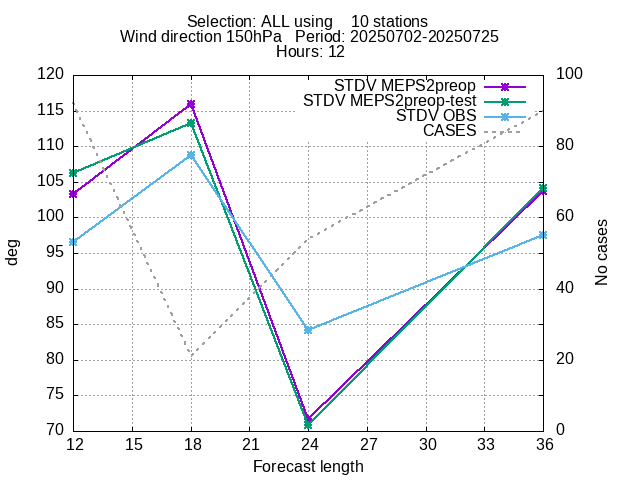 Selection: ALL using    10 stations
Wind direction 150hPa   Period: 20250702-20250725
Hours: 12
STDV MEPS2preop
STDV MEPS2preop-test
STDV OBS
CASES
120
115
110
105
100
95
90
85
80
75
70
deg
100
80
60
40
20
0
No cases
12 15 18 21 24 27 30 33 36
Forecast length